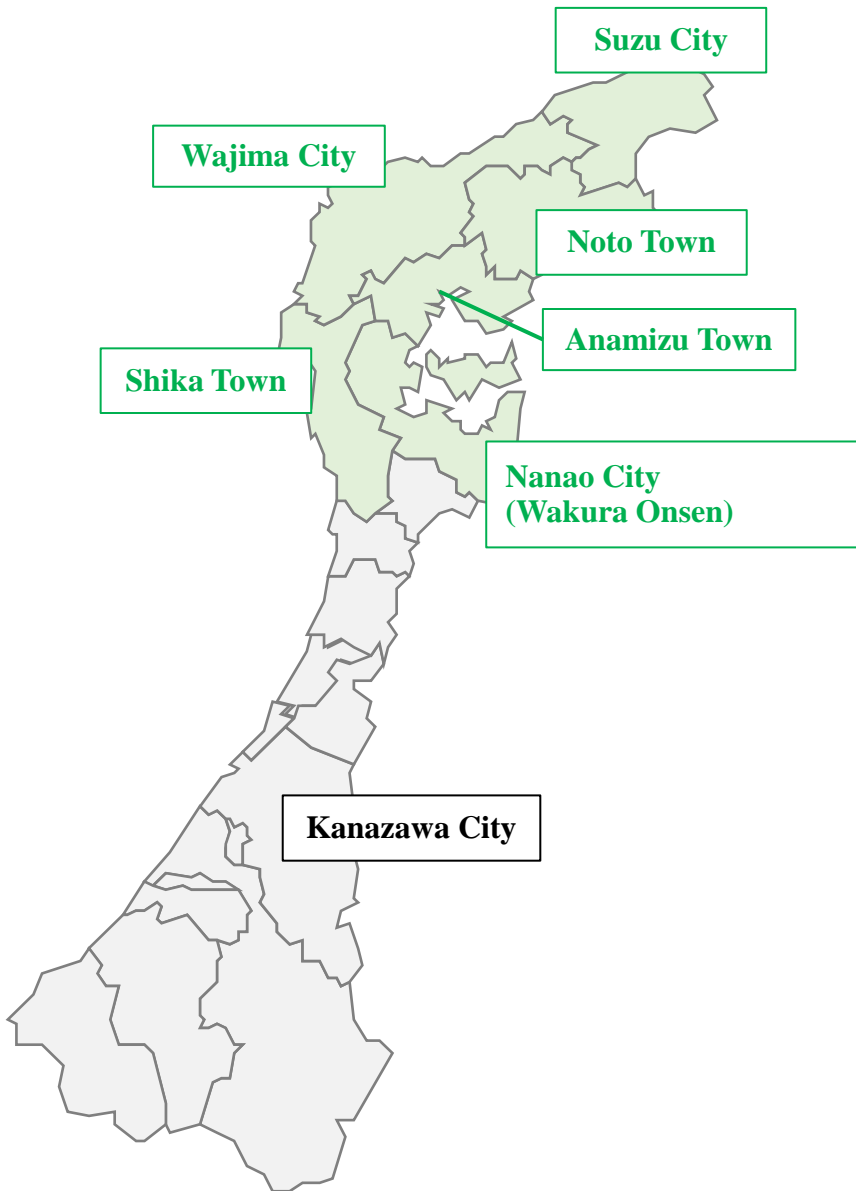 Suzu City
Wajima City
Noto Town
Anamizu Town
Shika Town
Nanao City
(Wakura Onsen)
Kanazawa City